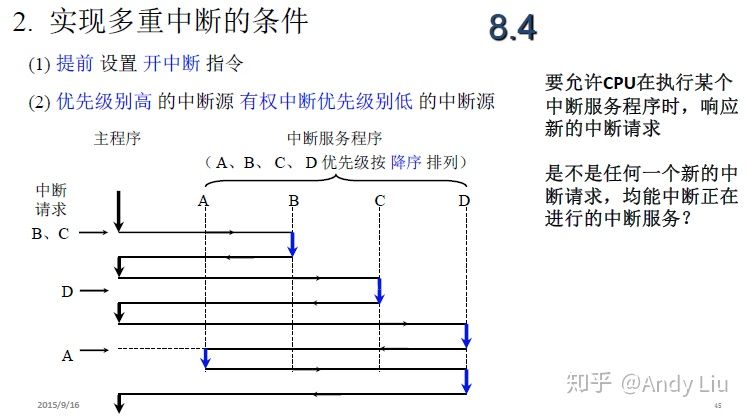 2. 实现多重中断的条件
8.4
(1) 提前 设置 开中断 指令
(2) 优先级别高 的中断源 有权中断优先级别低 的中断源
要允许CPU在执行某个
中断服务程序时，响应
新的中断请求
是不是任何一个新的中
断请求，均能中断正在
进行的中断服务？
主程序
中断服务程序
（ A、B、 C、 D 优先级按 降序 排列）
中断
请求
A
B
C
D
B、C
D
A
2015/9/16
知乎 @Andy Liu
45